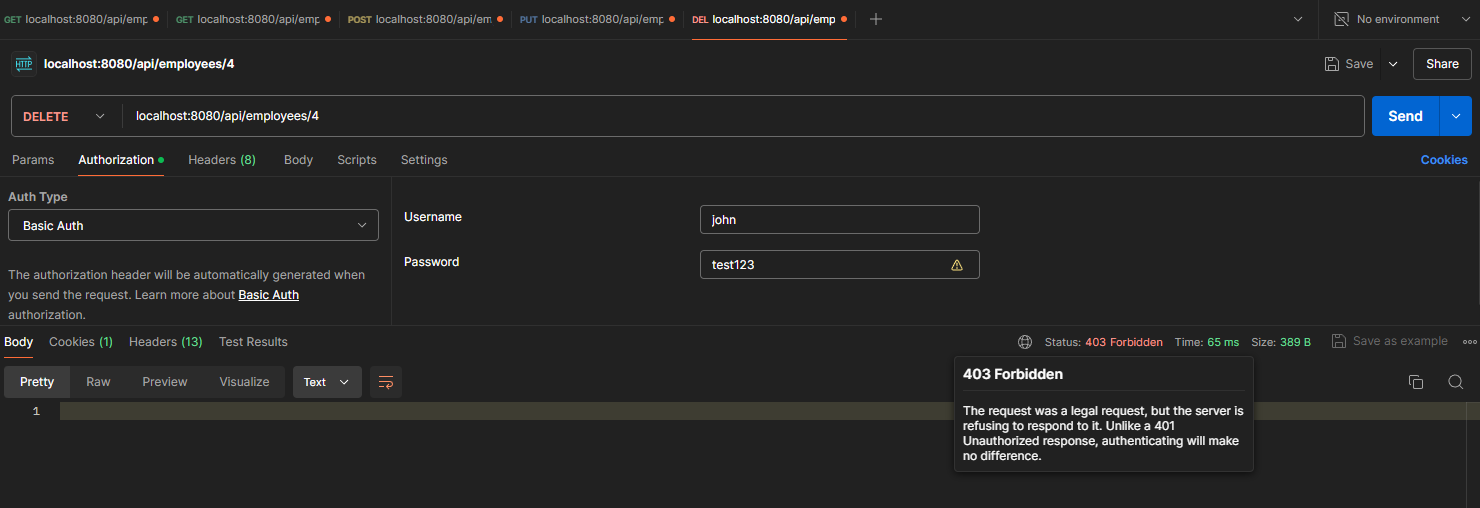 GET localhost:8080/api/emp
GET localhost:8080/api/emp
POST localhost:8080/api/em
PUT localhost:8080/api/emp
DEL localhost:8080/api/emp
No environment
HTTP localhost:8080/api/employees/4
Save
Share
DELETE
localhost:8080/api/employees/4
Send
Params
Authorization
Headers (8)
Body
Scripts
Settings
Cookies
Auth Type
Basic Auth
The authorization header will be automatically generated when
you send the request. Learn more about Basic Auth
authorization.
Username
john
Password
test123
Body
Cookies (1)
Headers (13)
Test Results
Status: 403 Forbidden
Time: 65 ms
Size: 389 B
Save as example
Pretty
Raw
Preview
Visualize
Text
1
403 Forbidden
The request was a legal request, but the server is
refusing to respond to it. Unlike a 401
Unauthorized response, authenticating will make
no difference.